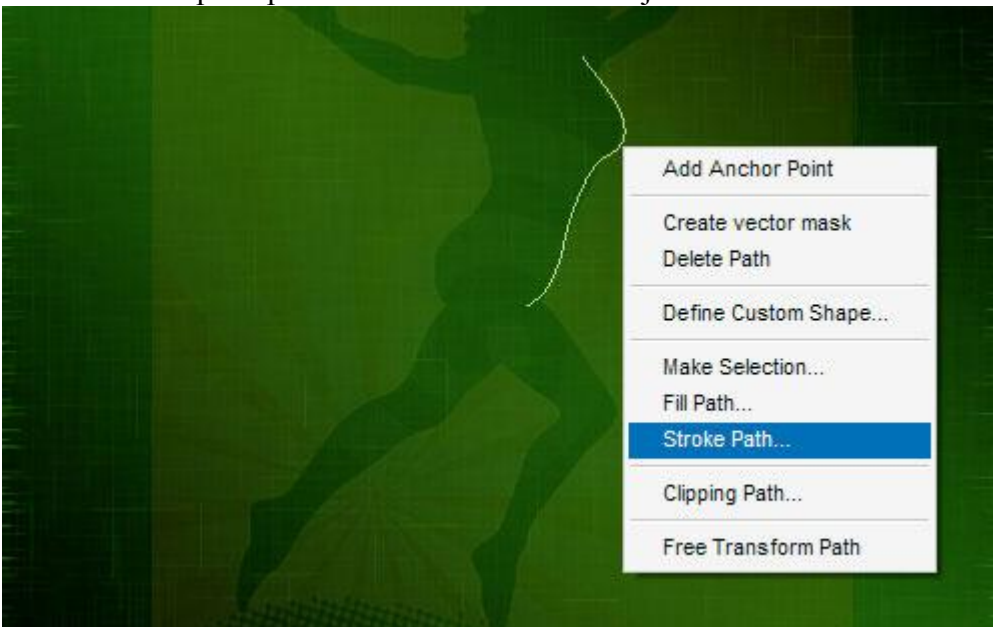 Add Anchor Point
Create vector mask
Delete Path
Define Custom Shape...
Make Selection...
Fill Path...
Stroke Path...
Clipping Path...
Free Transform Path